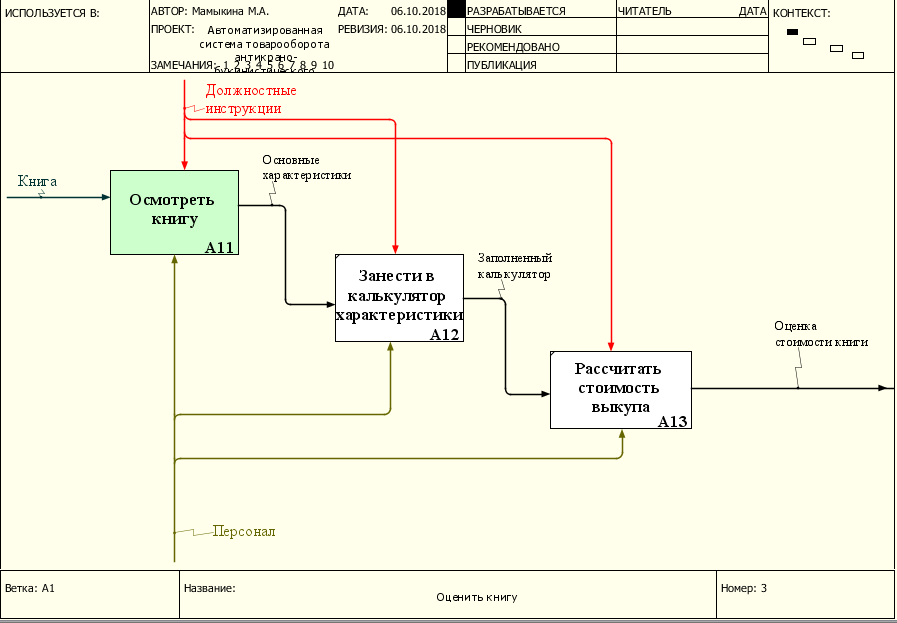 ИСПОЛЬЗУЕТСЯ В:
АВТОР: Мамыкина М.А.
ДАТА: 06.10.2018
ПРОЕКТ: Автоматизированная система товарооборота антикрано-букинистического
РЕВИЗИЯ: 06.10.2018
ЗАМЕЧАНИЯ: 1 2 3 4 5 6 7 8 9 10
РАЗРАБАТЫВАЕТСЯ
ЧЕРНОВИК
РЕКОМЕНДОВАНО
ПУБЛИКАЦИЯ
ЧИТАТЕЛЬ
ДАТА
КОНТЕКСТ:
Должностные
инструкции
Книга
Осмотреть
книгу
A11
Основные
характеристики
Занести в
калькулятор
характеристики
A12
Заполненный
калькулятор
Рассчитать
стоимость
выкупа
A13
Оценка
стоимости книги
Персонал
Ветка: A1
Название:
Оценить книгу
Номер: 3